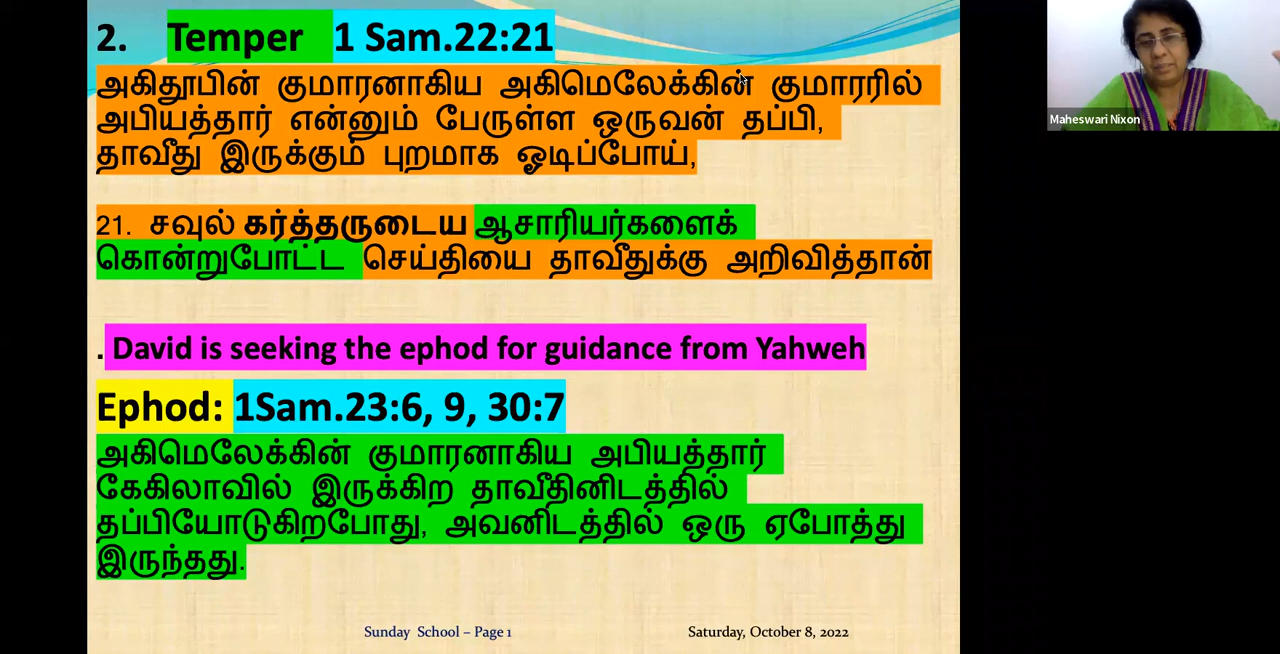 2. Temper 1 Sam.22:21
அகிதூபின் குமாரனாகிய அகிமெலேக்கின் குமாரரில்
அபியத்தார் என்னும் பேருள்ள ஒருவன் தப்பி,
தாவீது இருக்கும் புறமாக ஓடிப்போய்,
21. சவுல் கர்த்தருடைய ஆசாரியர்களைக்
கொன்றுபோட்ட செய்தியை தாவீதுக்கு அறிவித்தான்
. David is seeking the ephod for guidance from Yahweh
Ephod: 1Sam.23:6, 9, 30:7
அகிமெலேக்கின் குமாரனாகிய அபியத்தார்
கேகிலாவில் இருக்கிற தாவீதினிடத்தில்
தப்பியோடுகிறபோது, அவனிடத்தில் ஒரு ஏபோத்து
இருந்தது.
Sunday School – Page 1 Saturday, October 8, 2022
Maheswari Nixon